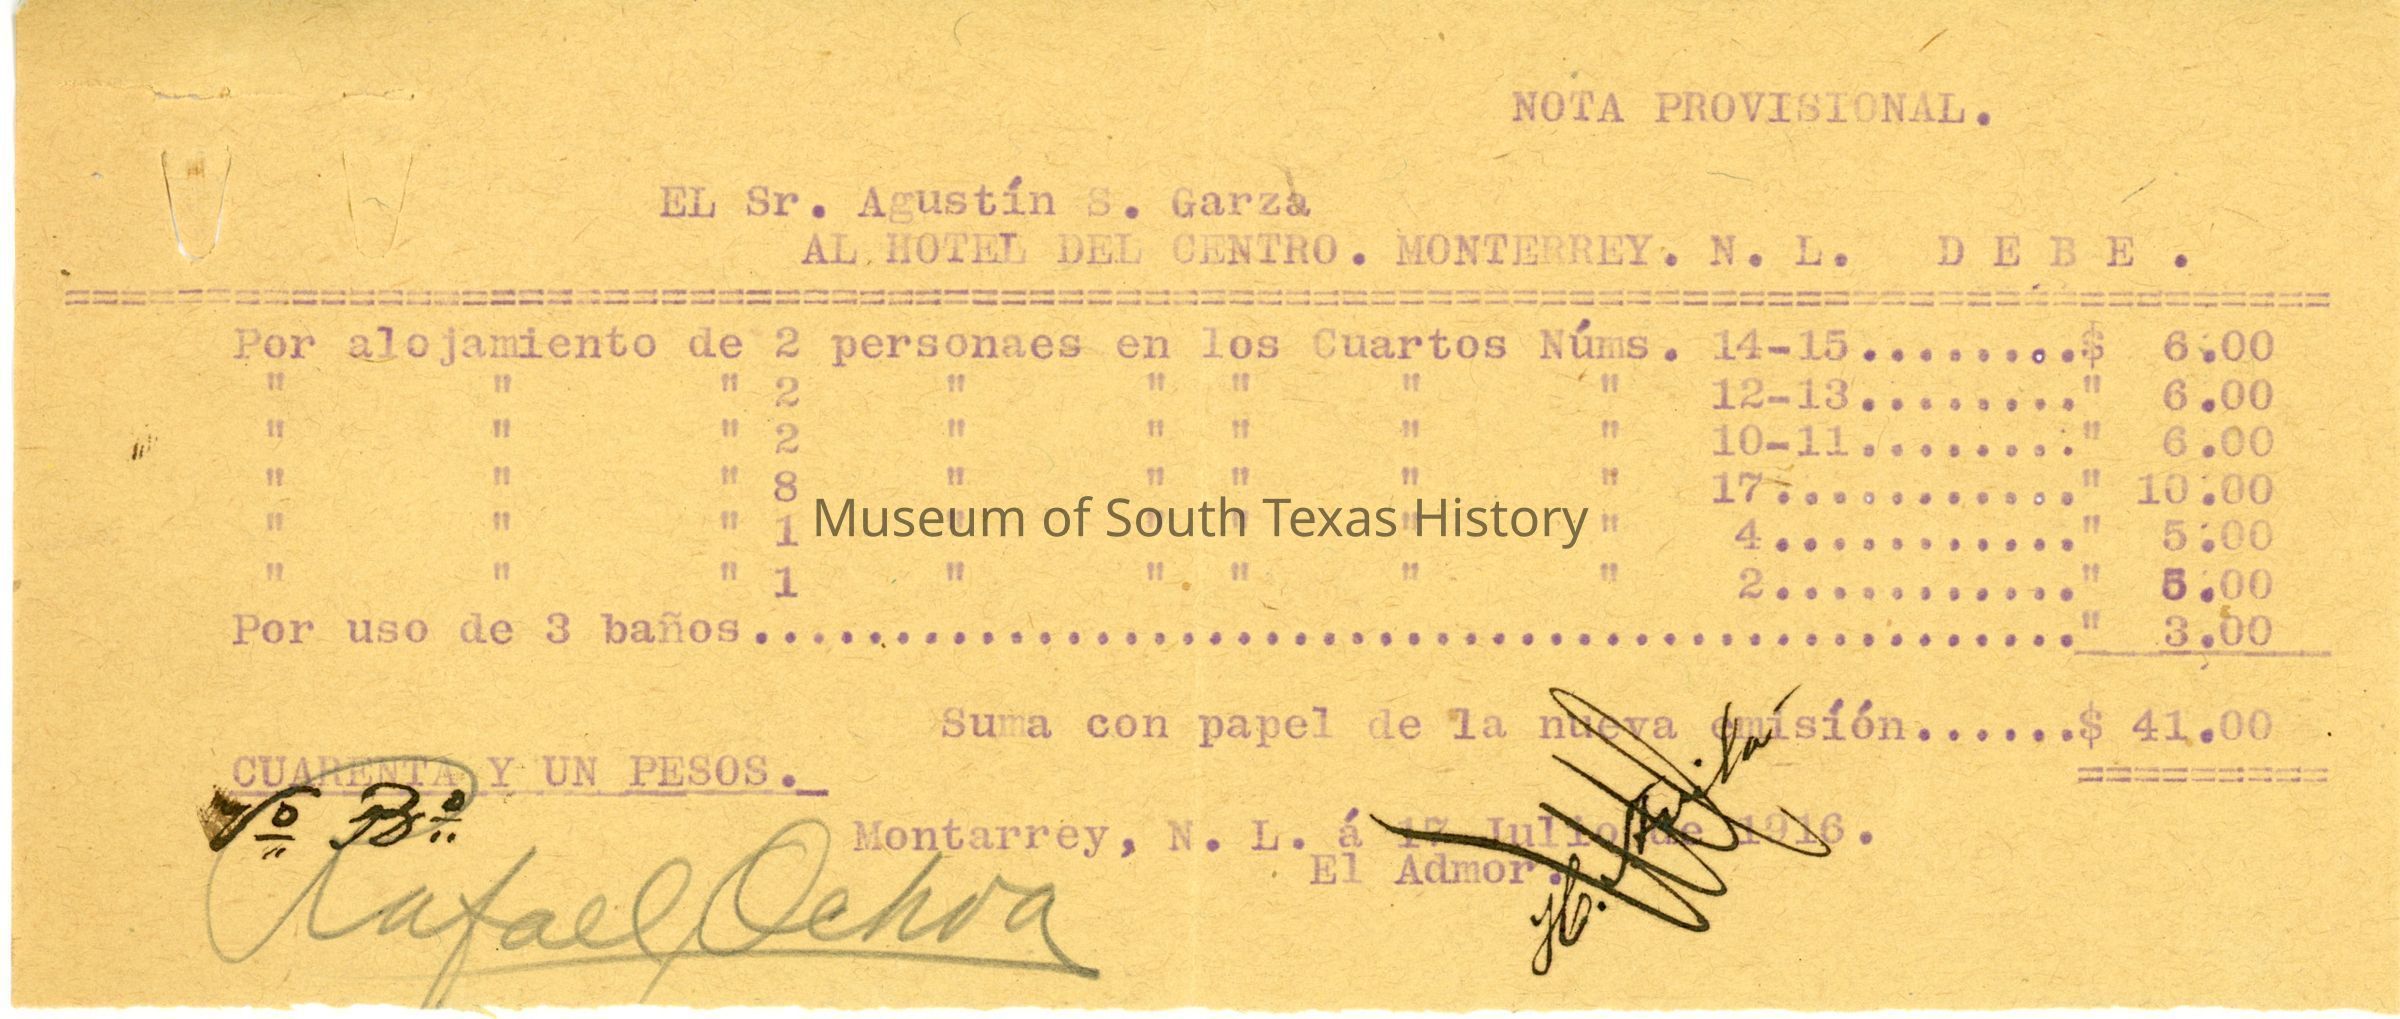 NOTA PROVISIONAL.
EL Sr. Agustín S. Garza
AL HOTEL DEL CENTRO. MONTERREY. N. L. D E B E .
==============================================================================
Por alojamiento de 2 personaes en los Cuartos Núms. 14-15........$ 6.00
" " " 2 " " " " " 12-13........" 6.00
" " " 2 " " " " " 10-11........" 6.00
" " " 8 " " " " " 17..........." 10.00
" " " 1 " " " " " 4..........." 5.00
" " " 1 " " " " " 2..........." 5.00
Por uso de 3 baños..............................................." 3.00
Museum of South Texas History
Suma con papel de la nueva emisión......$ 41.00
CUARENTA Y UN PESOS. =========
Vo Bo
Montarrey, N. L. á 17 Julio de 1916.
El Admor.
Rafael Ochoa